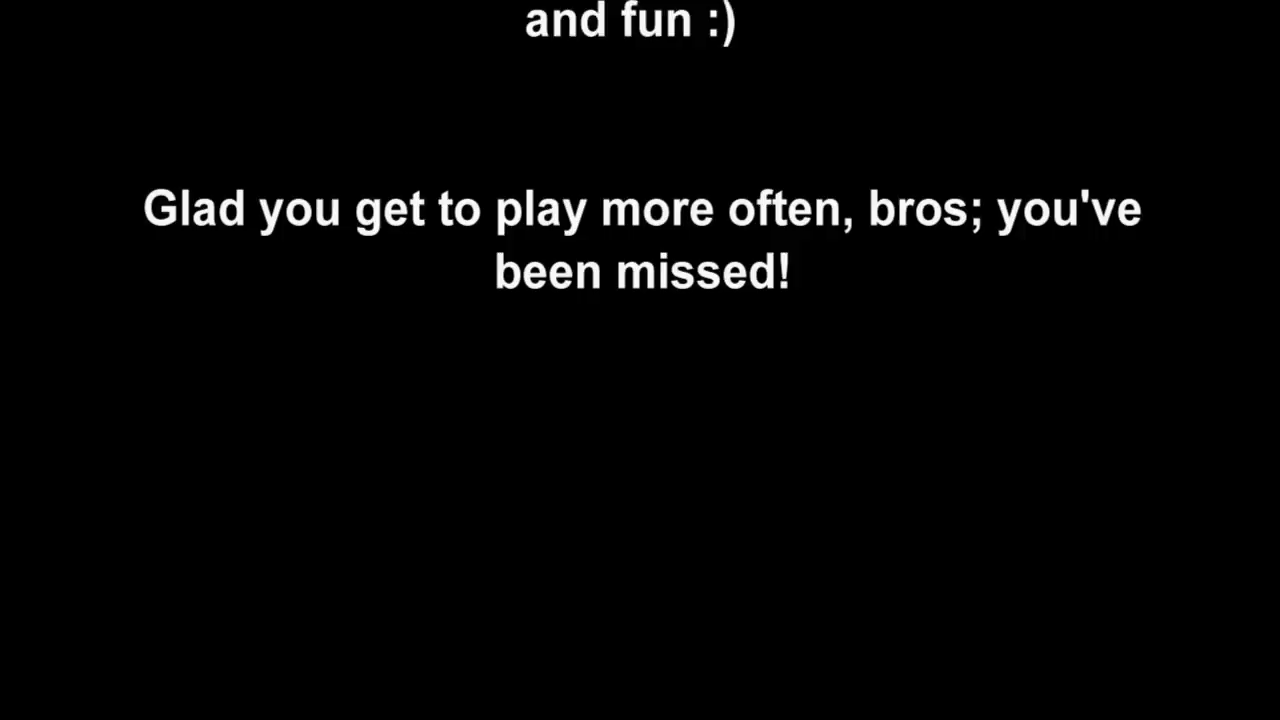 and fun :)
Glad you get to play more often, bros; you've
been missed!